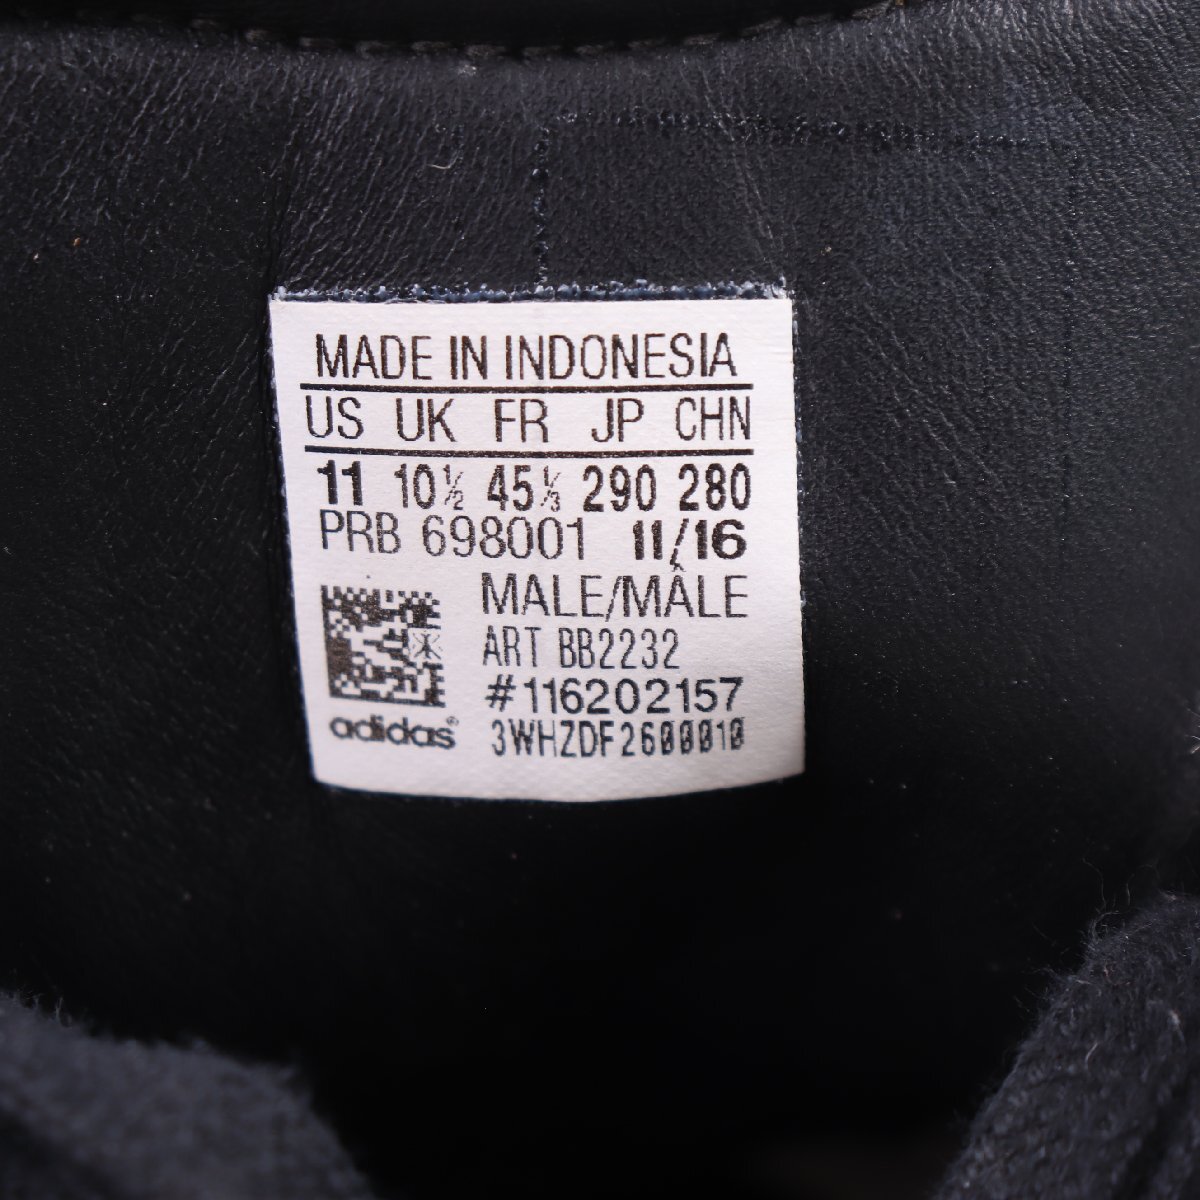 MADE IN INDONESIA
US UK FR JP CHN
11 10½ 45⅓ 290 280
PRB 698001 11/16
MALE/MÂLE
ART BB2232
#116202157
adidas® 3WHZDF2600010